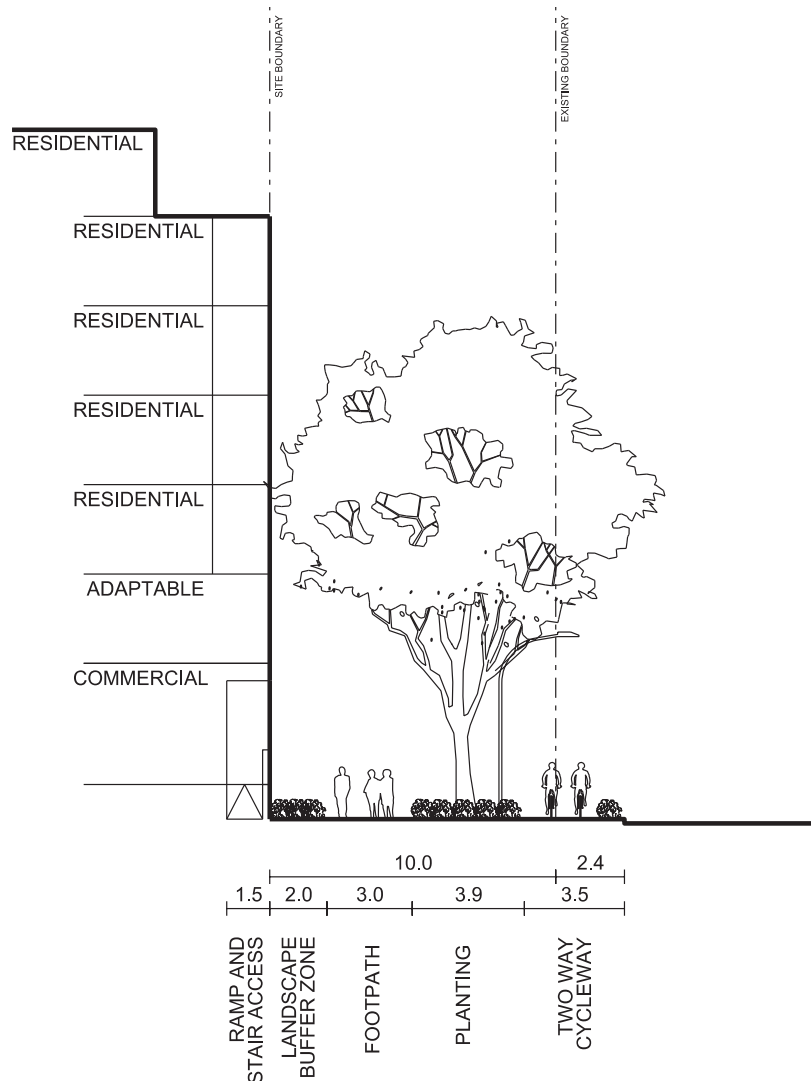 SITE BOUNDARY
EXISTING BOUNDARY
RESIDENTIAL
RESIDENTIAL
RESIDENTIAL
RESIDENTIAL
RESIDENTIAL
ADAPTABLE
COMMERCIAL
10.0
2.4
1.5
2.0
3.0
3.9
3.5
RAMP AND
STAIR ACCESS
LANDSCAPE
BUFFER ZONE
FOOTPATH
PLANTING
TWO WAY
CYCLEWAY